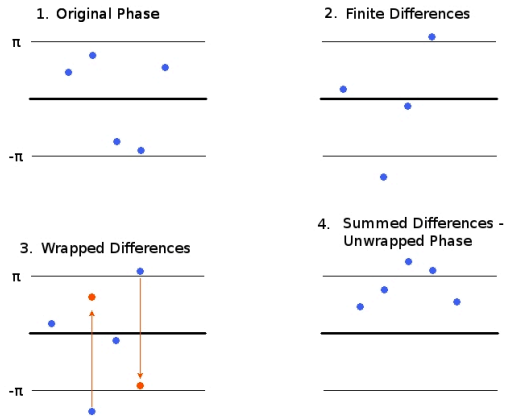 1. Original Phase
2. Finite Differences
π
-π
3. Wrapped Differences
4. Summed Differences -
Unwrapped Phase
π
-π